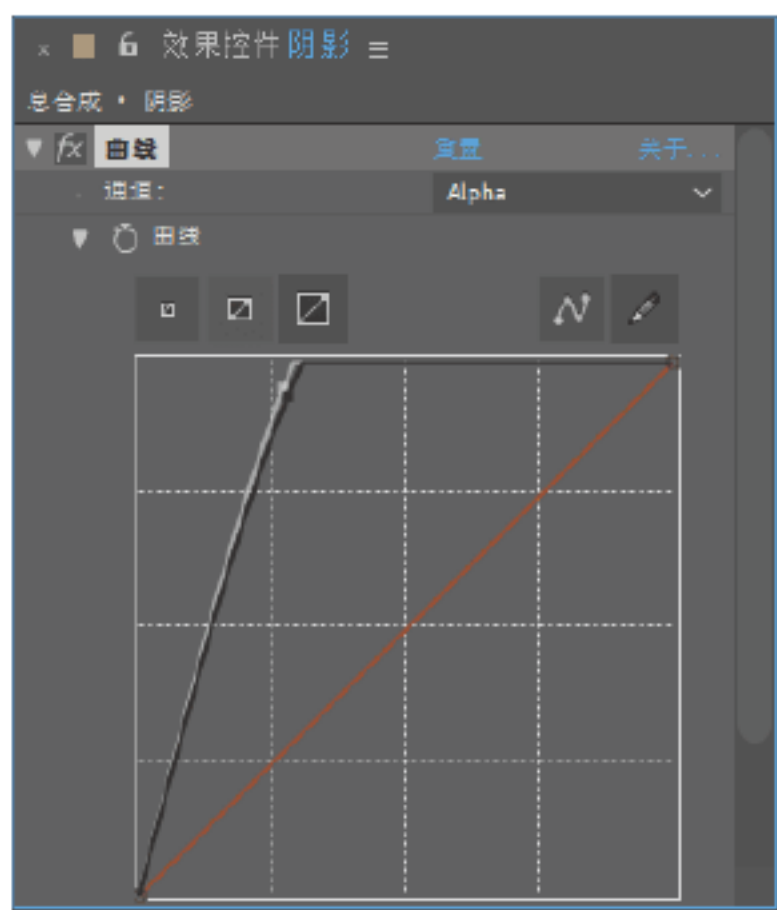 × 效果控件 阴影 ≡
总合成 • 阴影
fx 曲线 重置 关于...
通道: Alpha
曲线